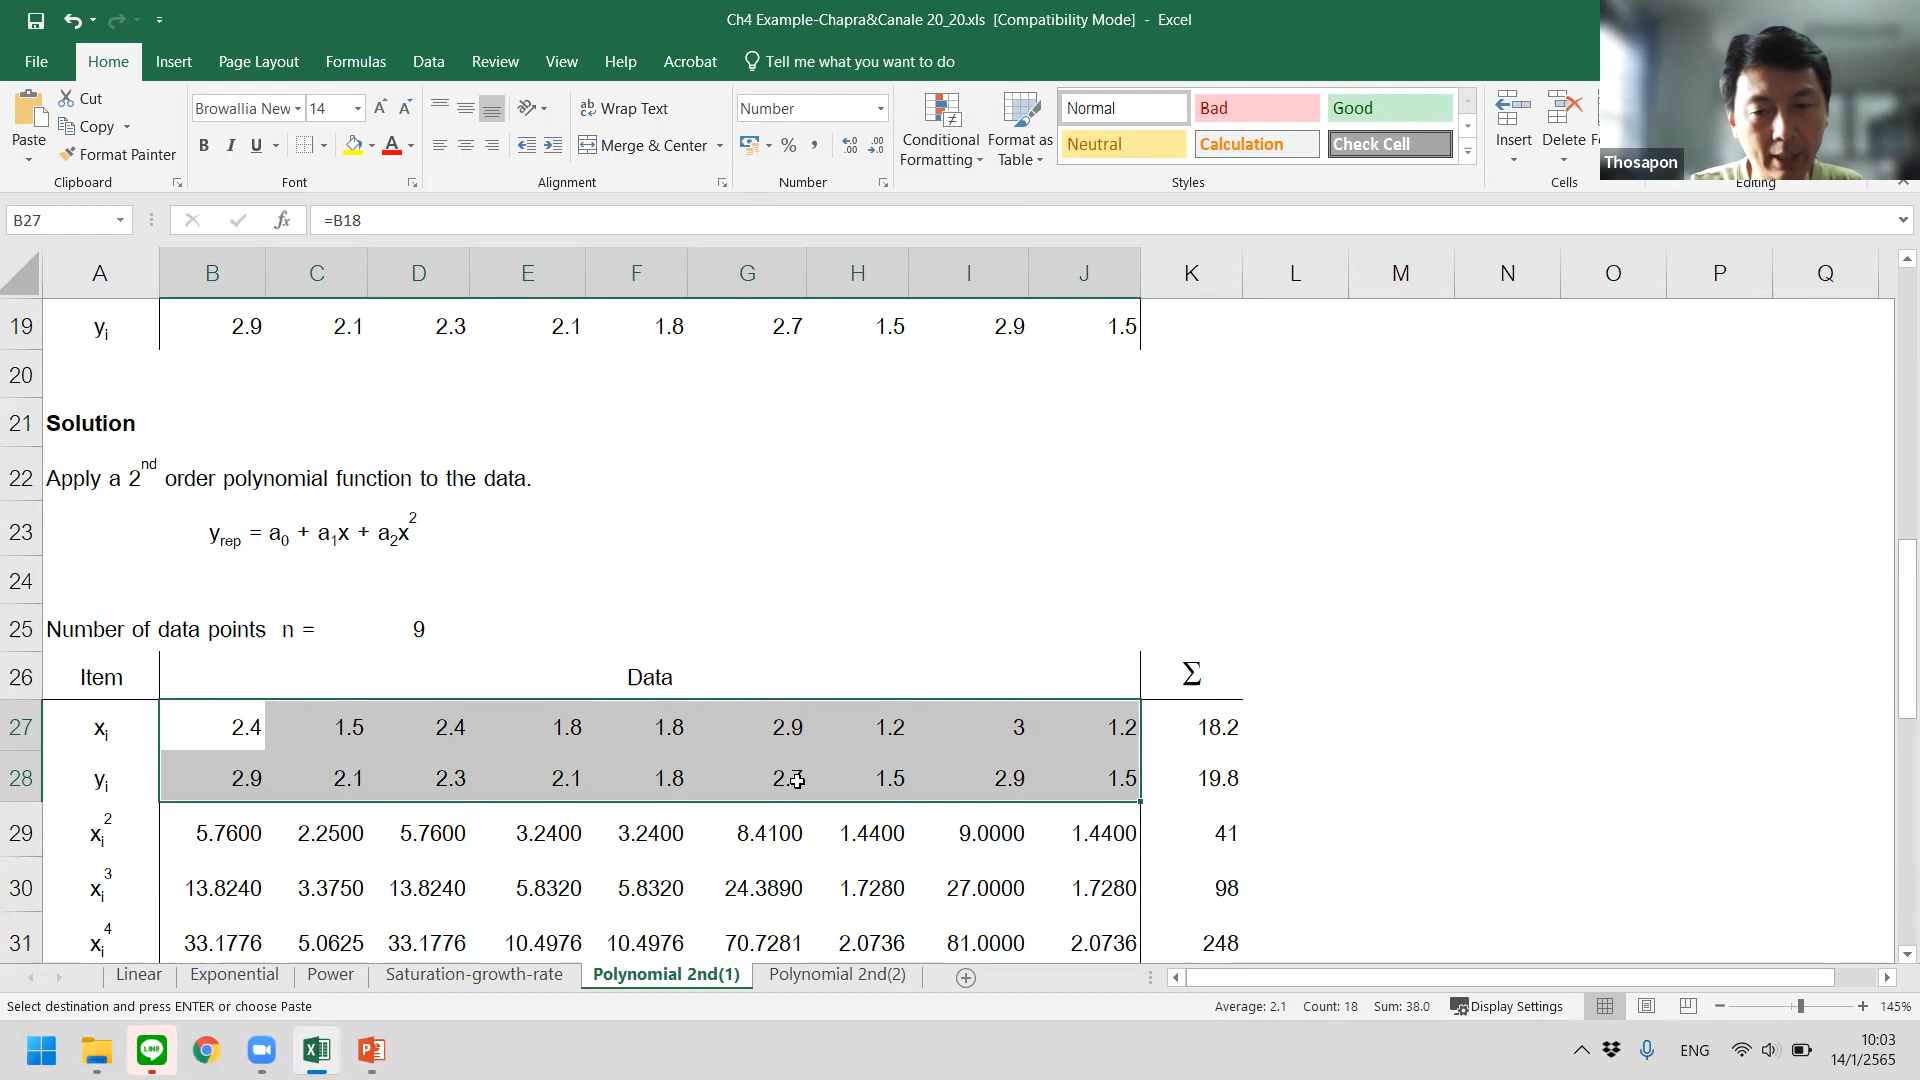 Ch4 Example-Chapra&Canale 20_20.xls [Compatibility Mode] - Excel
File Home Insert Page Layout Formulas Data Review View Help Acrobat Tell me what you want to do
Paste
Cut
Copy
Format Painter
Clipboard
Browallia New 14
B I U
Font
Wrap Text
Merge & Center
Alignment
Number
Number
Conditional Formatting
Format as Table
Normal Bad Good
Neutral Calculation Check Cell
Styles
Insert Delete
Cells
Editing
Thosapon
B27 fx =B18
A B C D E F G H I J K L M N O P Q
19 yi 2.9 2.1 2.3 2.1 1.8 2.7 1.5 2.9 1.5
20
21 Solution
22 Apply a 2nd order polynomial function to the data.
23 yrep = a0 + a1x + a2x2
24
25 Number of data points n = 9
26 Item Data Σ
27 xi 2.4 1.5 2.4 1.8 1.8 2.9 1.2 3 1.2 18.2
28 yi 2.9 2.1 2.3 2.1 1.8 1.5 2.9 1.5 19.8
29 xi2 5.7600 2.2500 5.7600 3.2400 3.2400 8.4100 1.4400 9.0000 1.4400 41
30 xi3 13.8240 3.3750 13.8240 5.8320 5.8320 24.3890 1.7280 27.0000 1.7280 98
31 xi4 33.1776 5.0625 33.1776 10.4976 10.4976 70.7281 2.0736 81.0000 2.0736 248
Linear Exponential Power Saturation-growth-rate Polynomial 2nd(1) Polynomial 2nd(2)
Select destination and press ENTER or choose Paste
Average: 2.1 Count: 18 Sum: 38.0 Display Settings 145%
ENG
10:03
14/1/2565